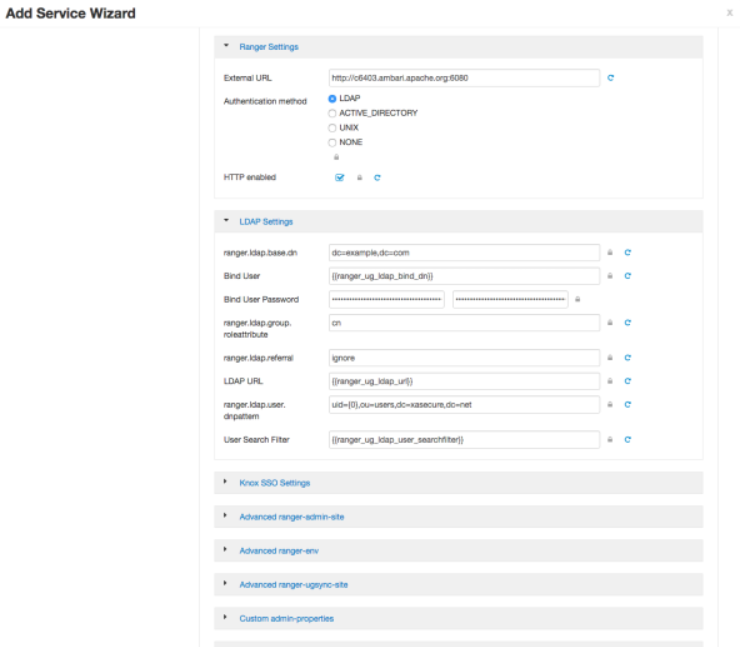 Add Service Wizard
x
Ranger Settings
External URL http://c6403.ambari.apache.org:6080
Authentication method LDAP
ACTIVE_DIRECTORY
UNIX
NONE
HTTP enabled
LDAP Settings
ranger.ldap.base.dn dc=example,dc=com
Bind User {{ranger_ug_ldap_bind_dn}}
Bind User Password
ranger.ldap.group. cn
roleattribute
ranger.ldap.referral ignore
LDAP URL {{ranger_ug_ldap_url}}
ranger.ldap.user. uid={0},ou=users,dc=xasecure,dc=net
dnpattern
User Search Filter {{ranger_ug_ldap_user_searchfilter}}
Knox SSO Settings
Advanced ranger-admin-site
Advanced ranger-env
Advanced ranger-ugsync-site
Custom admin-properties